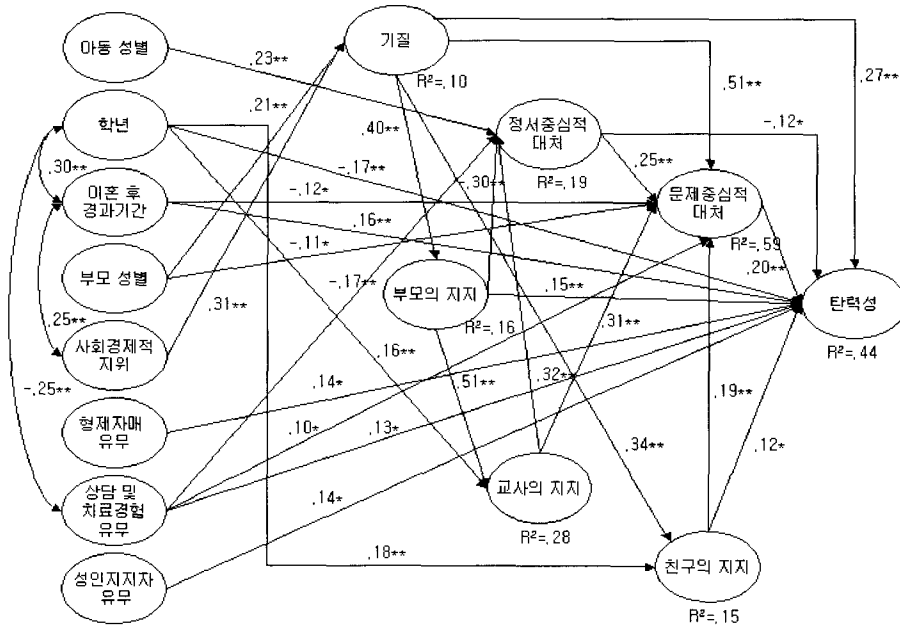 아동 성별
학년
이혼 후
경과기간
부모 성별
사회경제적
지위
형제자매
유무
상담 및
치료경험
유무
성인지지자
유무
기질
R²=.10
정서중심적
대처
R²=.19
문제중심적
대처
R²=.59
부모의 지지
R²=.16
교사의 지지
R²=.28
친구의 지지
R²=.15
탄력성
R²=.44
.23**
.21**
.40**
.51**
.27**
-.12*
.25**
-.30**
-.17**
.30**
-.12*
.16**
-.11*
-.17**
.15**
.20**
.31**
.31**
.25**
-.25**
.16**
.14*
.51**
.32**
.19**
.10*
.13*
.34**
.12*
.14*
.18**